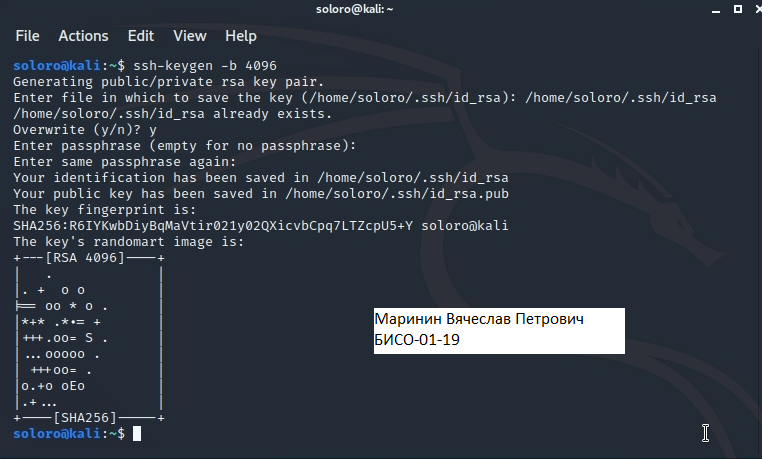 soloro@kali: ~
File Actions Edit View Help
soloro@kali:~$ ssh-keygen -b 4096
Generating public/private rsa key pair.
Enter file in which to save the key (/home/soloro/.ssh/id_rsa): /home/soloro/.ssh/id_rsa
/home/soloro/.ssh/id_rsa already exists.
Overwrite (y/n)? y
Enter passphrase (empty for no passphrase):
Enter same passphrase again:
Your identification has been saved in /home/soloro/.ssh/id_rsa
Your public key has been saved in /home/soloro/.ssh/id_rsa.pub
The key fingerprint is:
SHA256:R6IYKwbDiyBqMaVtir021y02QXicvbCpq7LTZcpU5+Y soloro@kali
The key's randomart image is:
+---[RSA 4096]----+
|   .             |
|. +  o o         |
|=== oo * o .     |
|*+* .*.= +       |
|+++.oo= S .      |
|...ooooo .       |
| +++oo= .        |
|o.+o oEo         |
|.+...            |
+----[SHA256]-----+
Маринин Вячеслав Петрович
БИСО-01-19
soloro@kali:~$